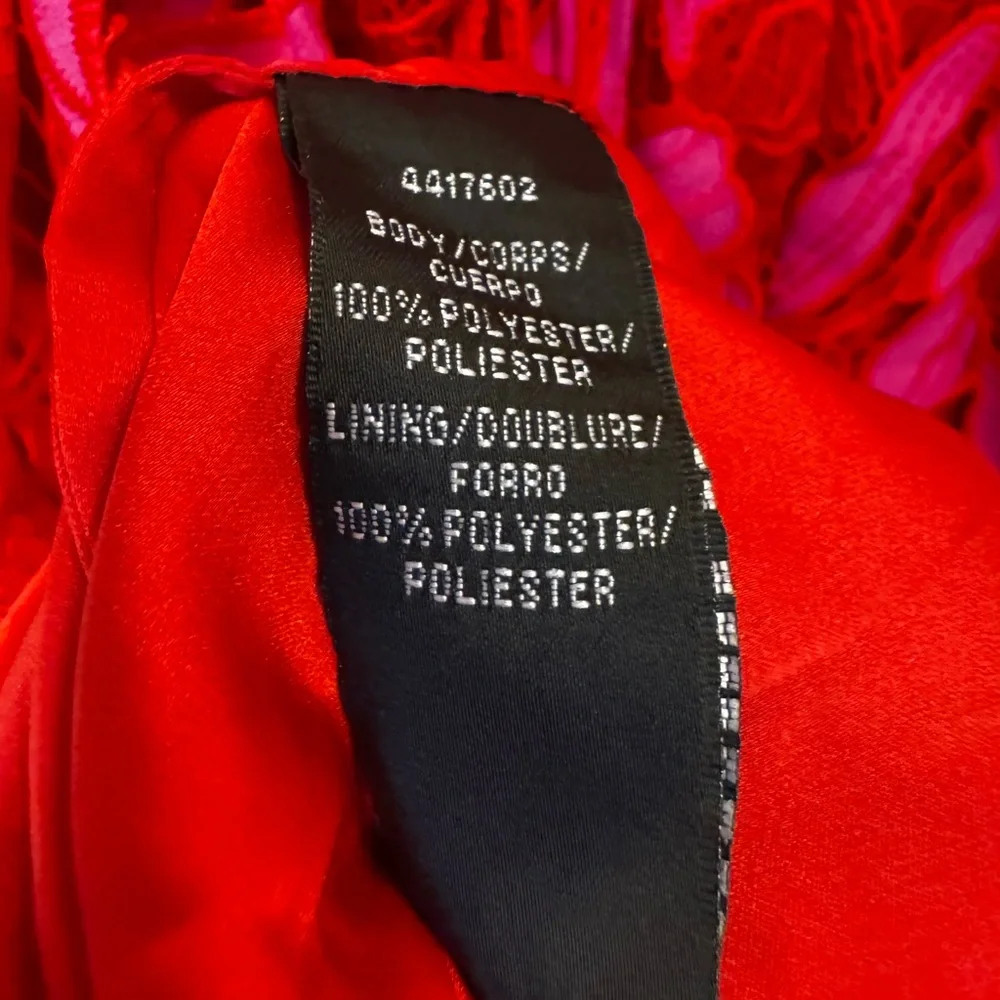 4417602
BODY/CORPS/
CUERPO
100% POLYESTER/
POLIESTER
LINING/DOUBLURE/
FORRO
100% POLYESTER/
POLIESTER